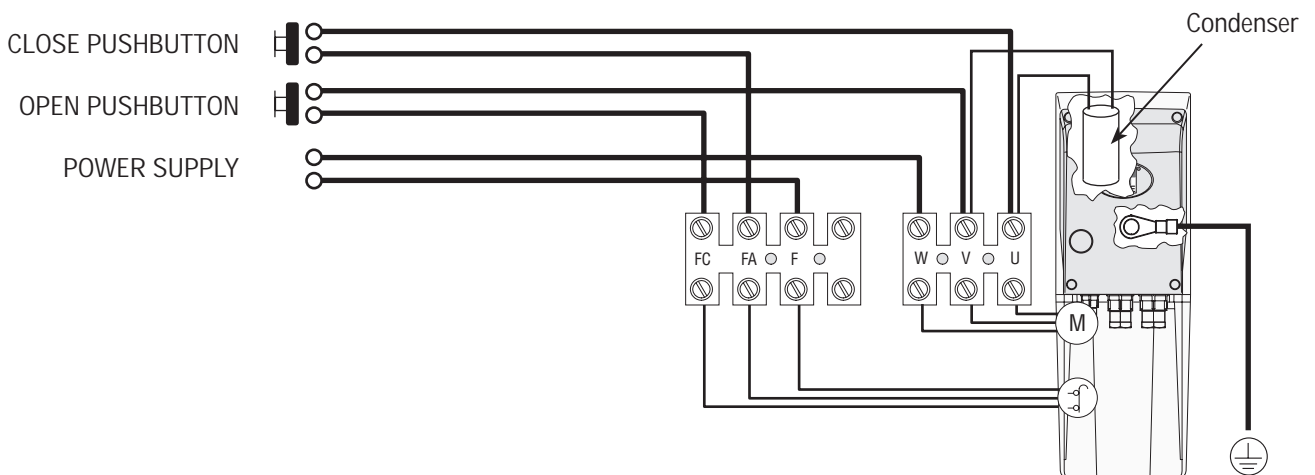 Condenser
CLOSE PUSHBUTTON
OPEN PUSHBUTTON
POWER SUPPLY
FC FA F
W V U
M